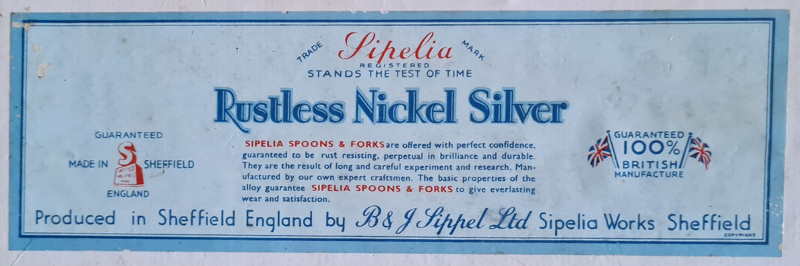 TRADE Sipelia MARK
REGISTERED
STANDS THE TEST OF TIME
Rustless Nickel Silver
GUARANTEED
MADE IN S SHEFFIELD
ENGLAND
SIPELIA SPOONS & FORKS are offered with perfect confidence,
guaranteed to be rust resisting, perpetual in brilliance and durable.
They are the result of long and careful experiment and research. Man-
ufactured by our own expert craftsmen. The basic properties of the
alloy guarantee SIPELIA SPOONS & FORKS to give everlasting
wear and satisfaction.
GUARANTEED
100%
BRITISH
MANUFACTURE
Produced in Sheffield England by B & J Sippel Ltd Sipelia Works Sheffield
COPYRIGHT